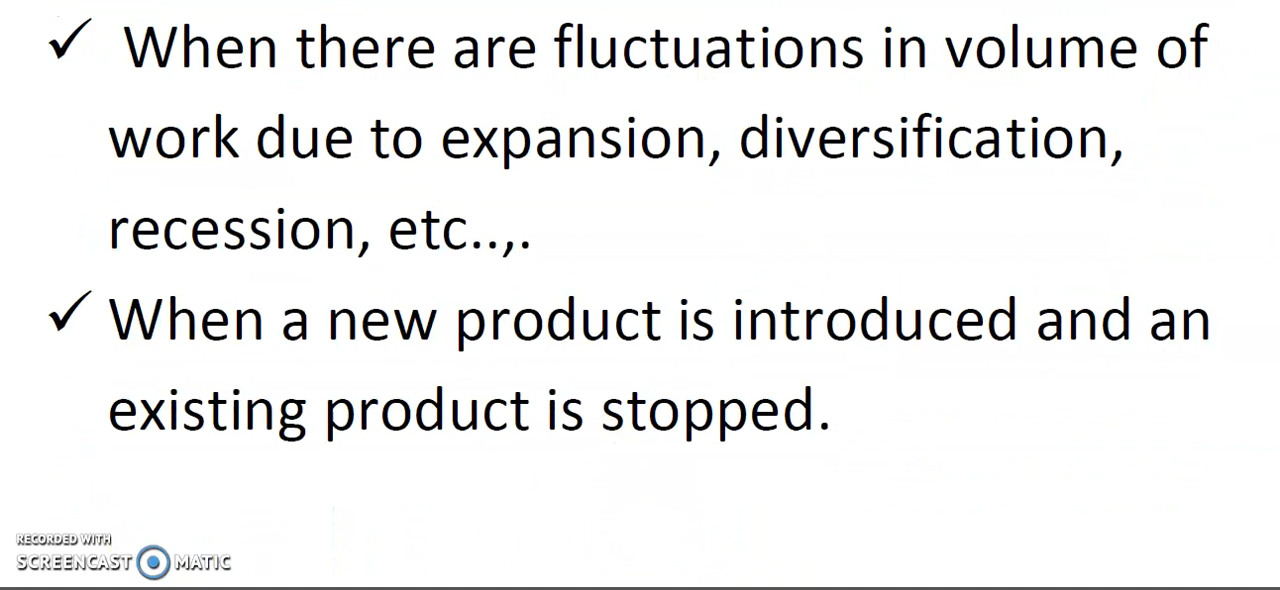 ✓ When there are fluctuations in volume of
work due to expansion, diversification,
recession, etc..,.
✓ When a new product is introduced and an
existing product is stopped.
RECORDED WITH
SCREENCAST MATIC